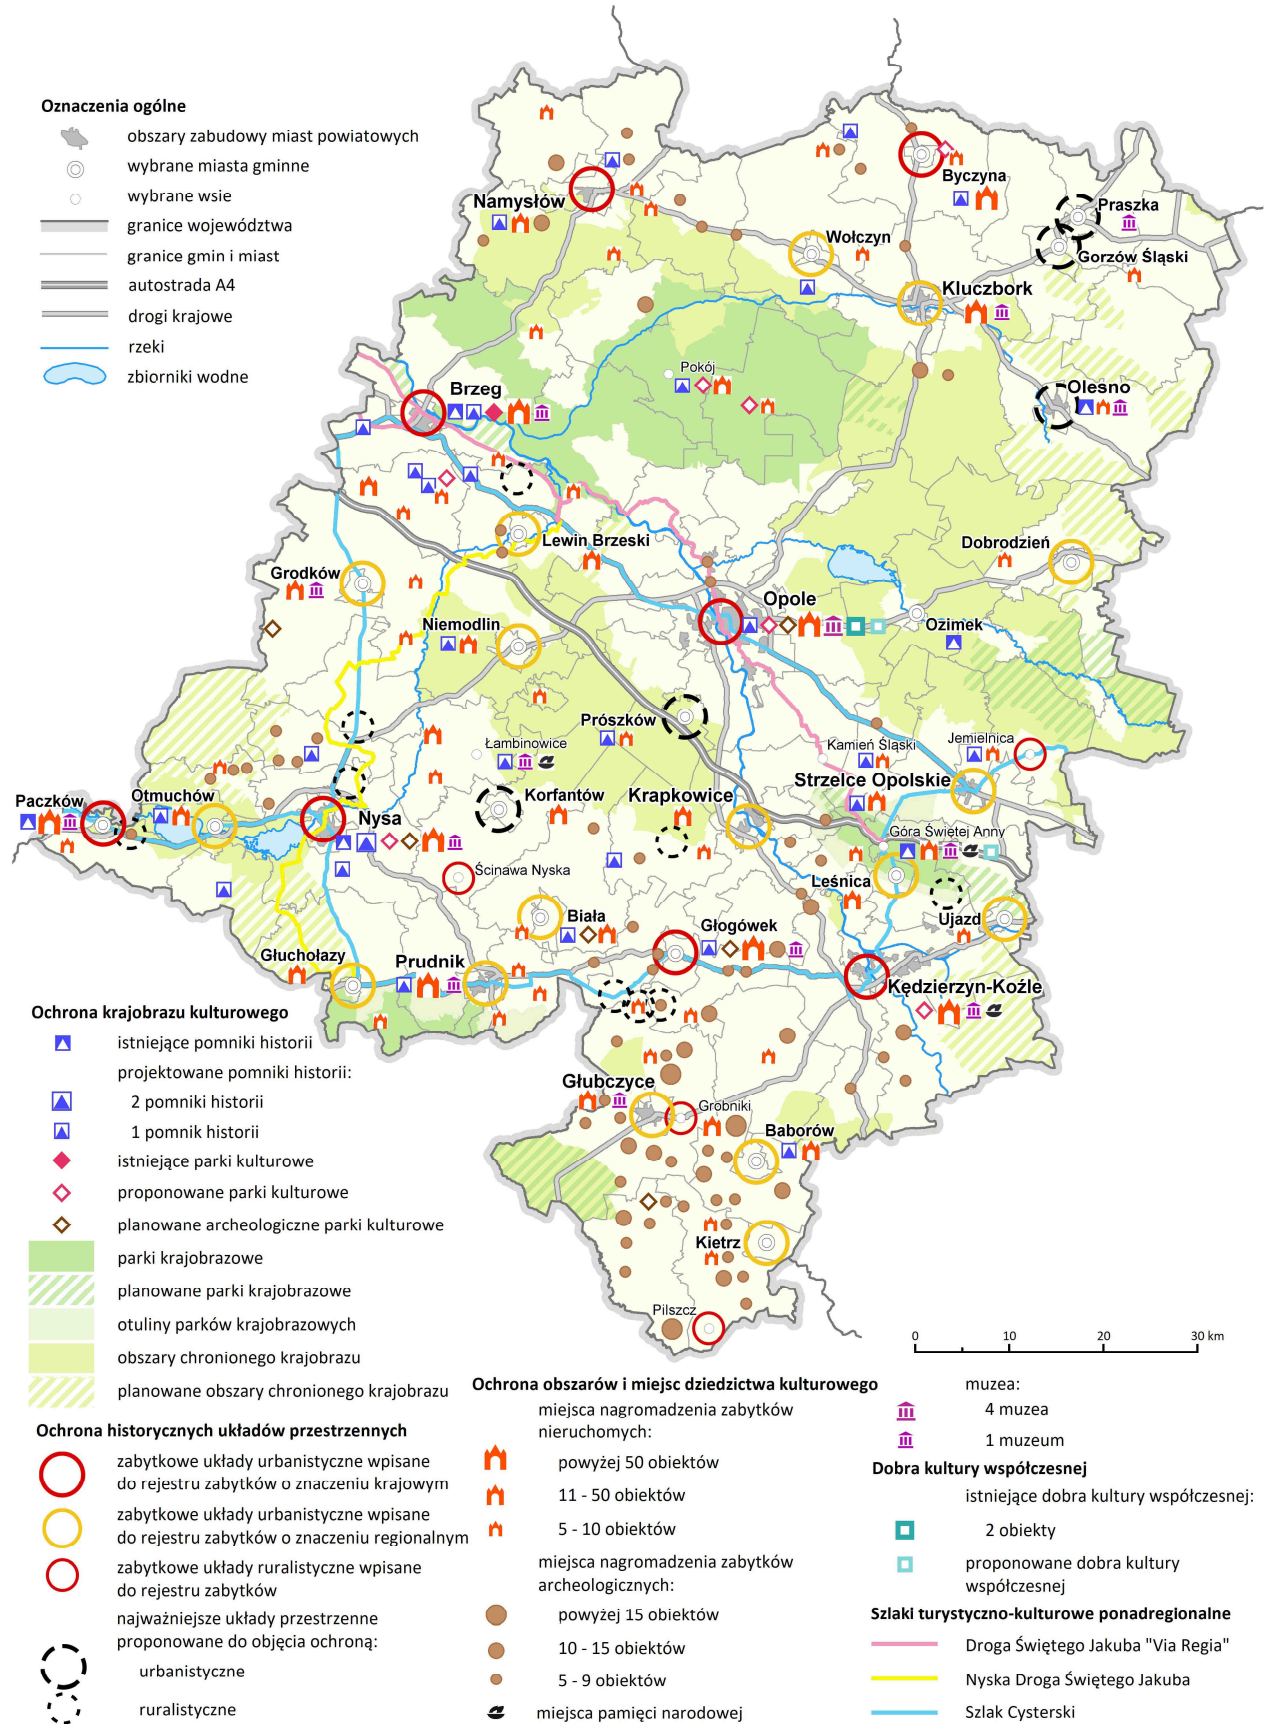 Oznaczenia ogólne
obszary zabudowy miast powiatowych
wybrane miasta gminne
wybrane wsie
granice województwa
granice gmin i miast
autostrada A4
drogi krajowe
rzeki
zbiorniki wodne
Namysłów
Byczyna
Praszka
Wołczyn
Gorzów Śląski
Kluczbork
Pokój
Brzeg
Olesno
Lewin Brzeski
Dobrodzień
Grodków
Opole
Niemodlin
Ozimek
Prószków
Łambinowice
Kamień Śląski
Jemielnica
Strzelce Opolskie
Paczków
Otmuchów
Nysa
Korfantów
Krapkowice
Góra Świętej Anny
Ścinawa Nyska
Leśnica
Biała
Głogówek
Ujazd
Głuchołazy
Prudnik
Kędzierzyn-Koźle
Głubczyce
Grobniki
Baborów
Kietrz
Pilszcz
0 10 20 30 km
Ochrona krajobrazu kulturowego
istniejące pomniki historii
projektowane pomniki historii:
2 pomniki historii
1 pomnik historii
istniejące parki kulturowe
proponowane parki kulturowe
planowane archeologiczne parki kulturowe
parki krajobrazowe
planowane parki krajobrazowe
otuliny parków krajobrazowych
obszary chronionego krajobrazu
planowane obszary chronionego krajobrazu
Ochrona historycznych układów przestrzennych
zabytkowe układy urbanistyczne wpisane
do rejestru zabytków o znaczeniu krajowym
zabytkowe układy urbanistyczne wpisane
do rejestru zabytków o znaczeniu regionalnym
zabytkowe układy ruralistyczne wpisane
do rejestru zabytków
najważniejsze układy przestrzenne
proponowane do objęcia ochroną:
urbanistyczne
ruralistyczne
Ochrona obszarów i miejsc dziedzictwa kulturowego
miejsca nagromadzenia zabytków
nieruchomych:
powyżej 50 obiektów
11 - 50 obiektów
5 - 10 obiektów
miejsca nagromadzenia zabytków
archeologicznych:
powyżej 15 obiektów
10 - 15 obiektów
5 - 9 obiektów
miejsca pamięci narodowej
muzea:
4 muzea
1 muzeum
Dobra kultury współczesnej
istniejące dobra kultury współczesnej:
2 obiekty
proponowane dobra kultury
współczesnej
Szlaki turystyczno-kulturowe ponadregionalne
Droga Świętego Jakuba "Via Regia"
Nyska Droga Świętego Jakuba
Szlak Cysterski